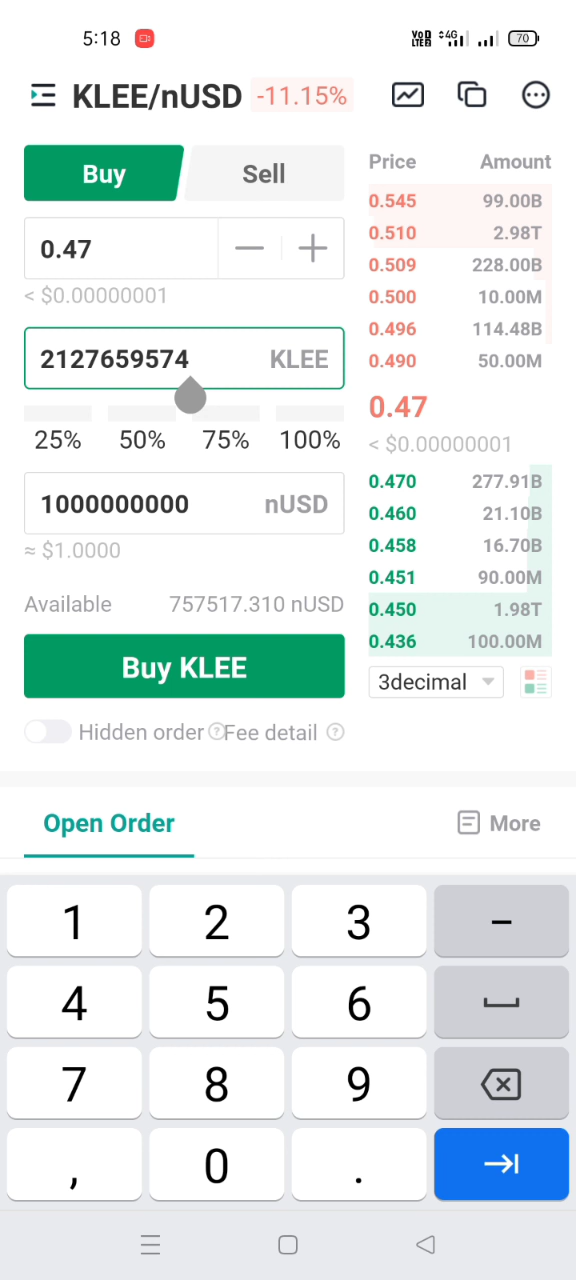 5:18 VoD LTE2 4G 70
KLEE/nUSD -11.15%
Buy Sell
0.47
< $0.00000001
2127659574 KLEE
25% 50% 75% 100%
1000000000 nUSD
≈ $1.0000
Available 757517.310 nUSD
Buy KLEE
Hidden order ? Fee detail ?
Price Amount
0.545 99.00B
0.510 2.98T
0.509 228.00B
0.500 10.00M
0.496 114.48B
0.490 50.00M
0.47
< $0.00000001
0.470 277.91B
0.460 21.10B
0.458 16.70B
0.451 90.00M
0.450 1.98T
0.436 100.00M
3decimal
Open Order More
1 2 3 –
4 5 6
7 8 9
, 0 .